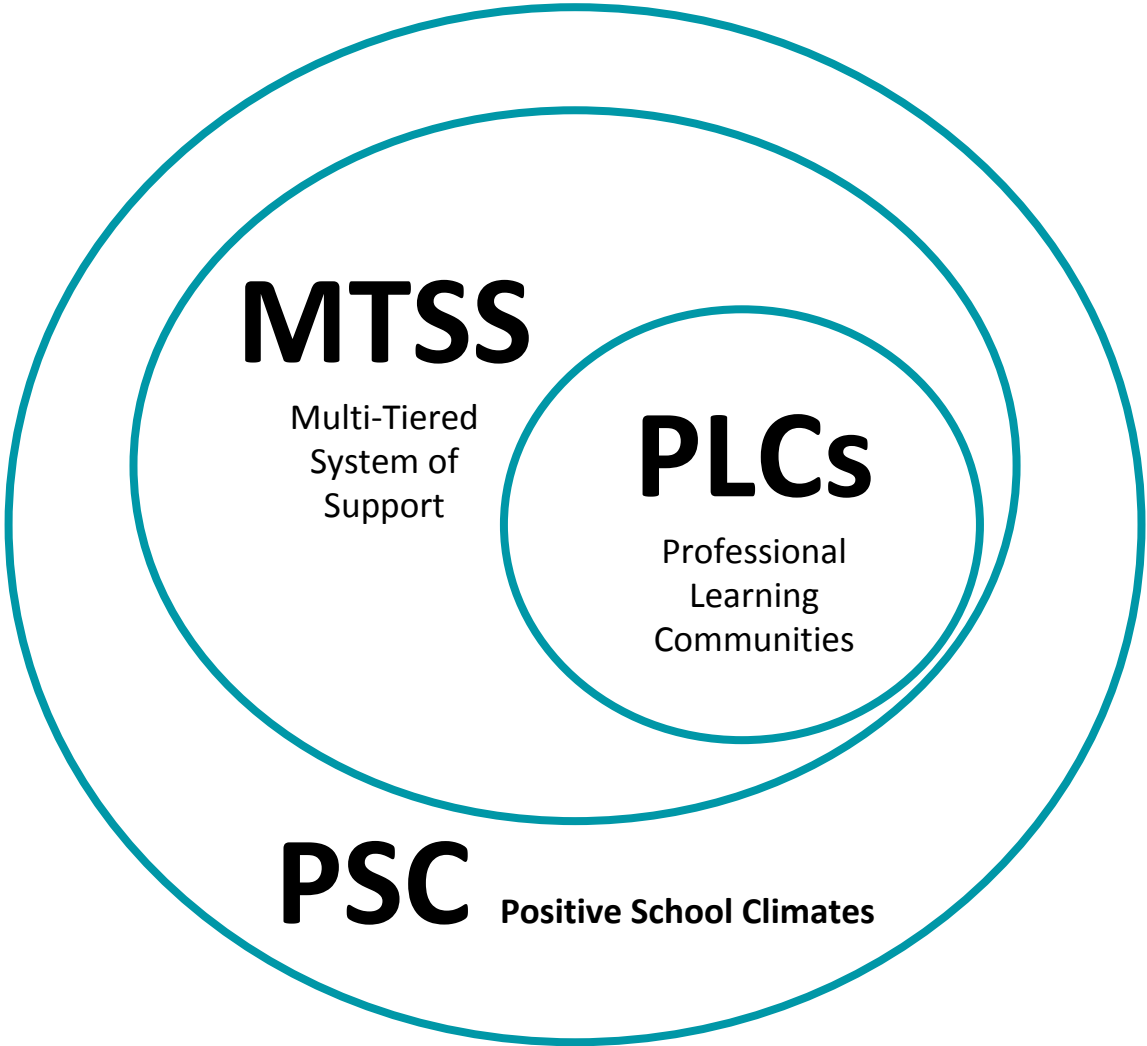 MTSS
Multi-Tiered
System of
Support
PLCs
Professional
Learning
Communities
PSC Positive School Climates